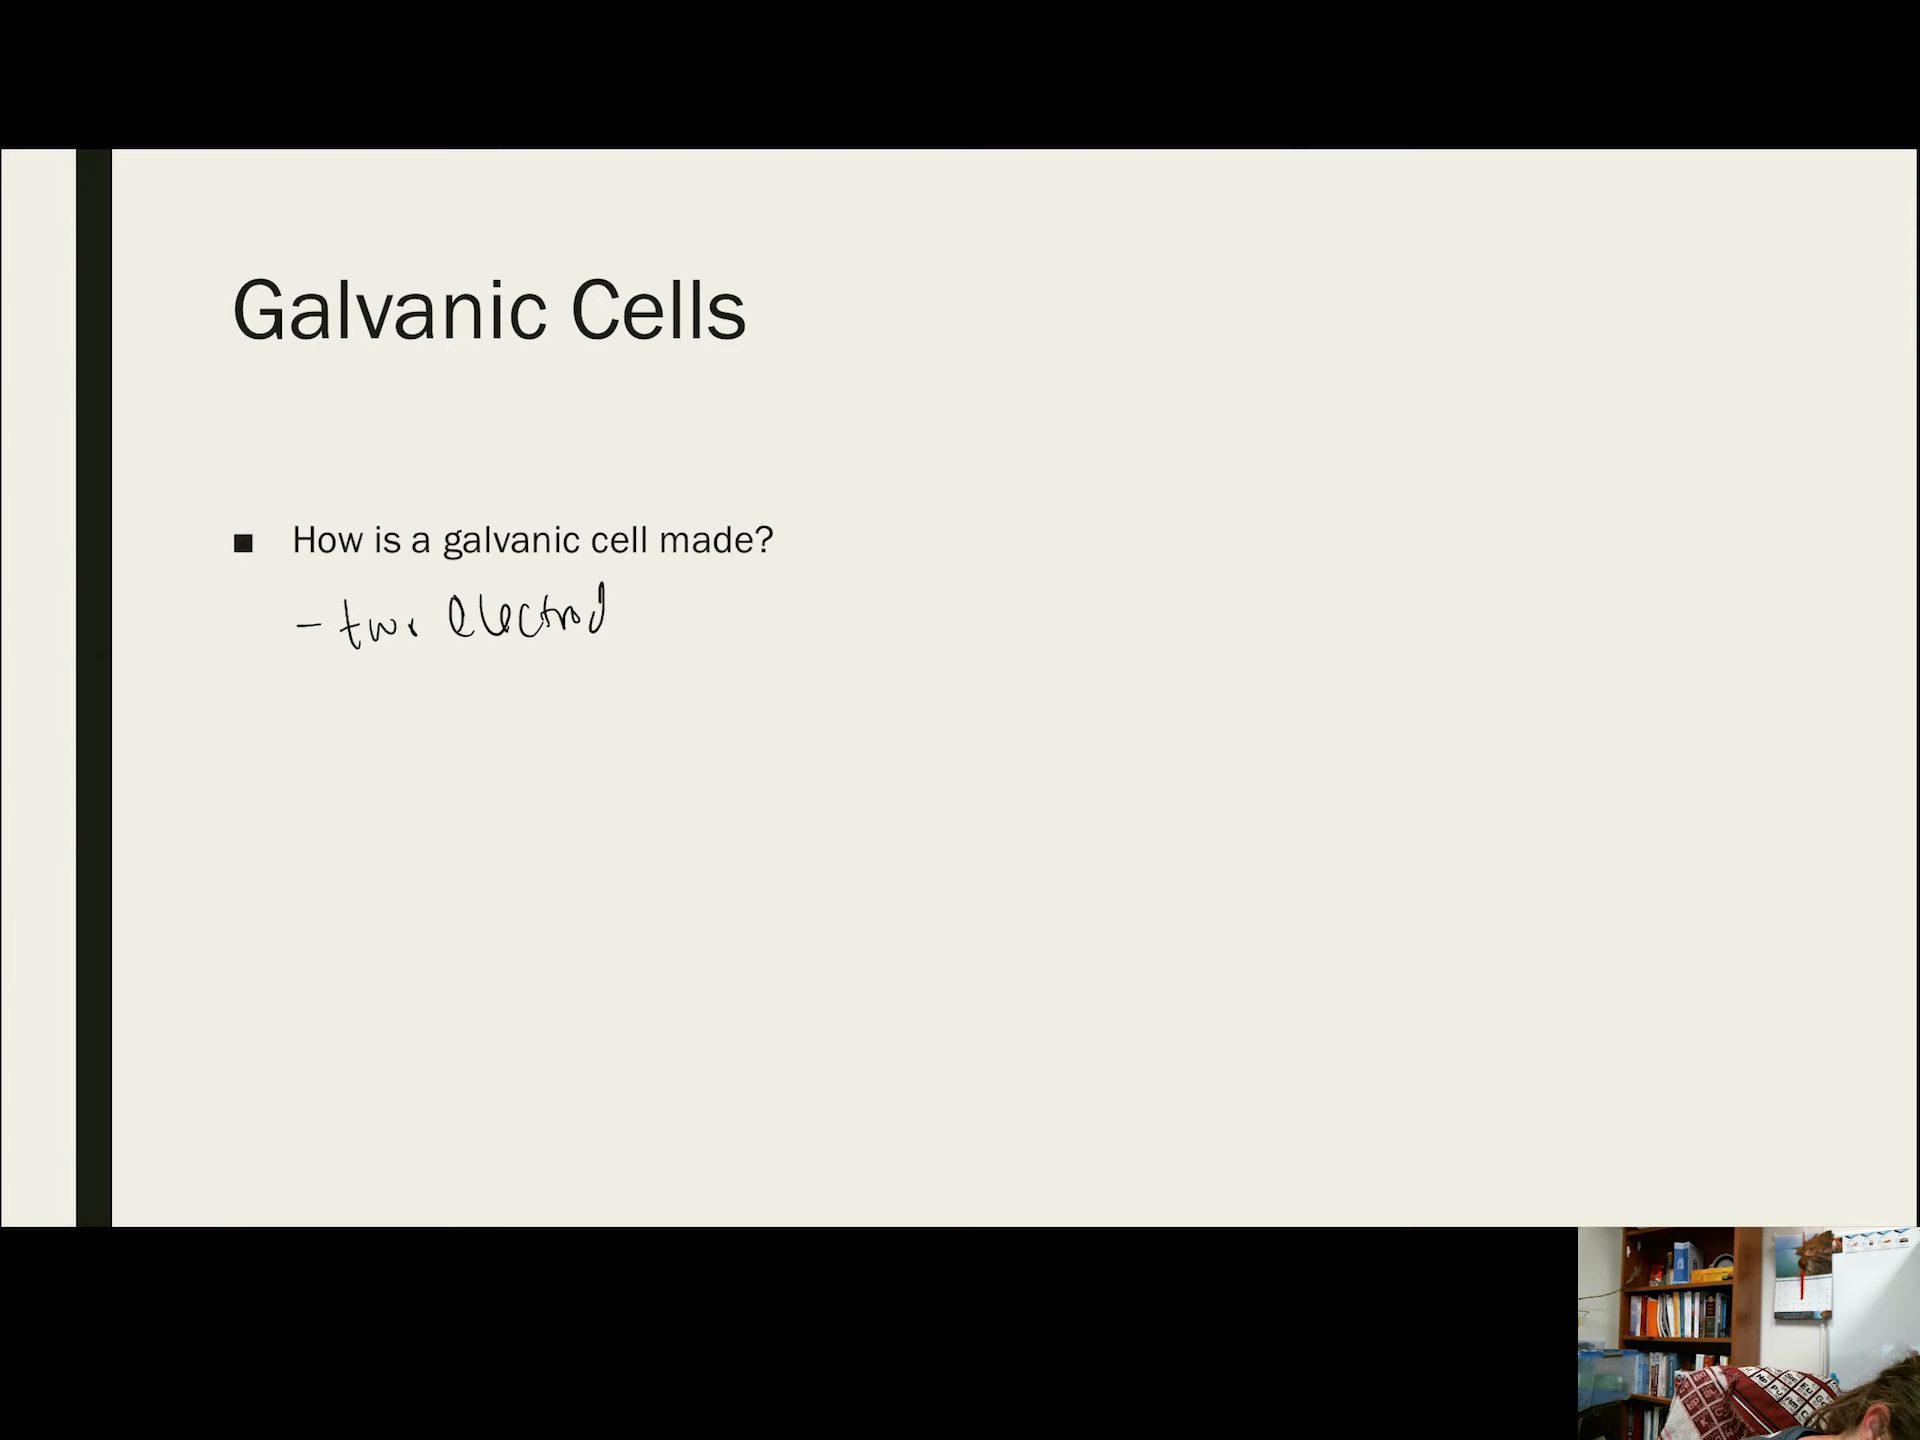 Galvanic Cells
■ How is a galvanic cell made?
- two electrod